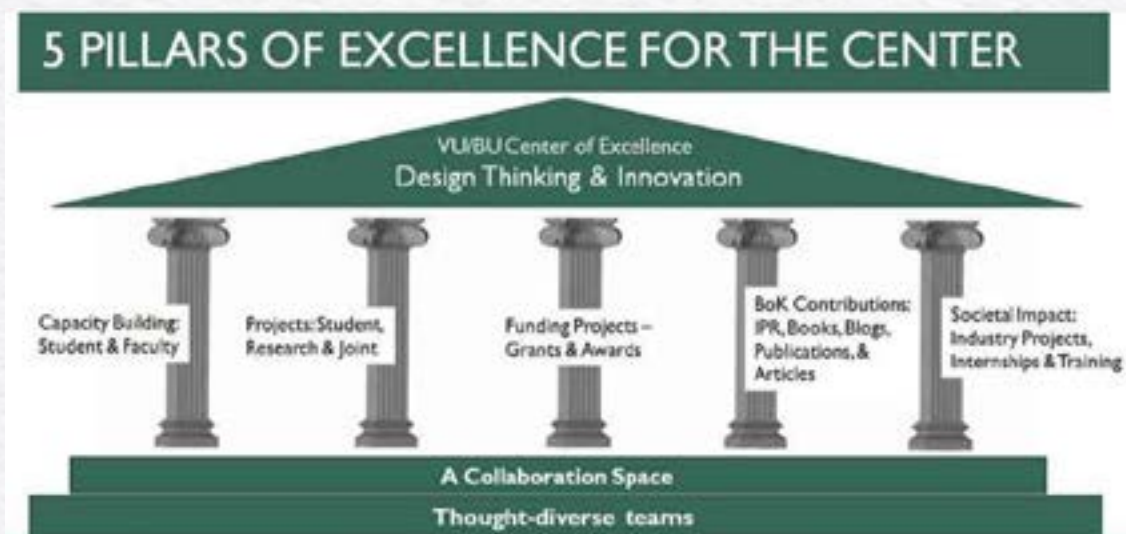 5 PILLARS OF EXCELLENCE FOR THE CENTER
VU/BU Center of Excellence
Design Thinking & Innovation
Capacity Building:
Student & Faculty
Projects: Student,
Research & Joint
Funding Projects –
Grants & Awards
BoK Contributions:
IPR, Books, Blogs,
Publications, &
Articles
Societal Impact:
Industry Projects,
Internships & Training
A Collaboration Space
Thought-diverse teams